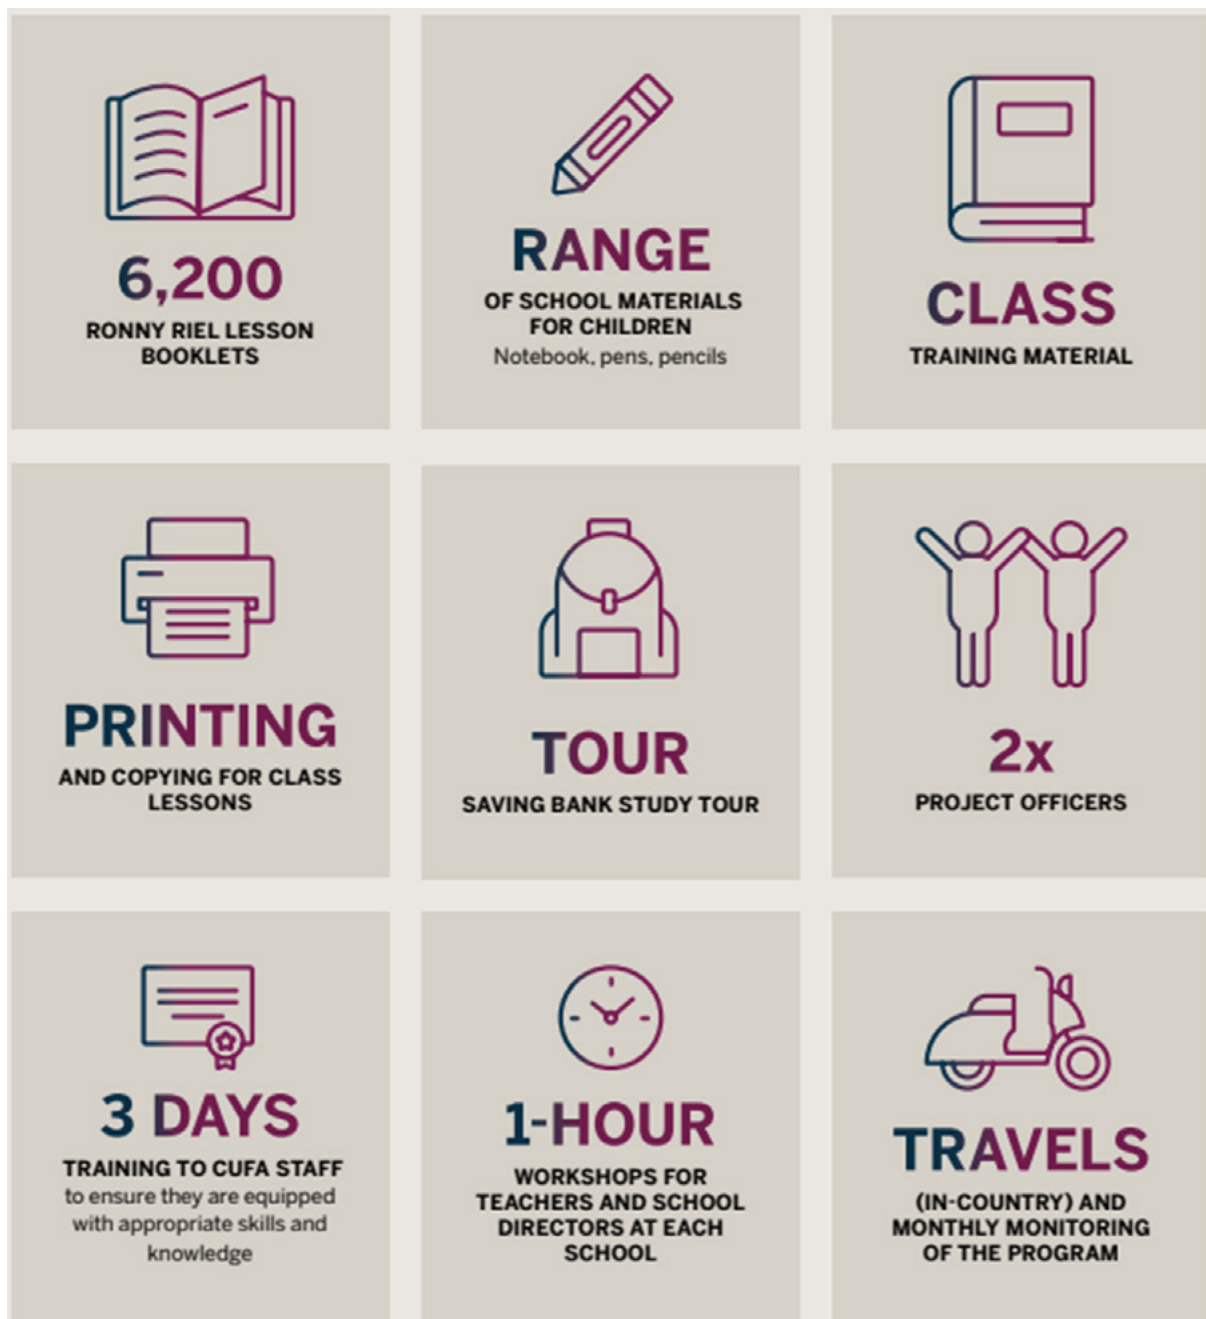 6,200
RONNY RIEL LESSON
BOOKLETS
RANGE
OF SCHOOL MATERIALS
FOR CHILDREN
Notebook, pens, pencils
CLASS
TRAINING MATERIAL
PRINTING
AND COPYING FOR CLASS
LESSONS
TOUR
SAVING BANK STUDY TOUR
2x
PROJECT OFFICERS
3 DAYS
TRAINING TO CUFA STAFF
to ensure they are equipped
with appropriate skills and
knowledge
1-HOUR
WORKSHOPS FOR
TEACHERS AND SCHOOL
DIRECTORS AT EACH
SCHOOL
TRAVELS
(IN-COUNTRY) AND
MONTHLY MONITORING
OF THE PROGRAM